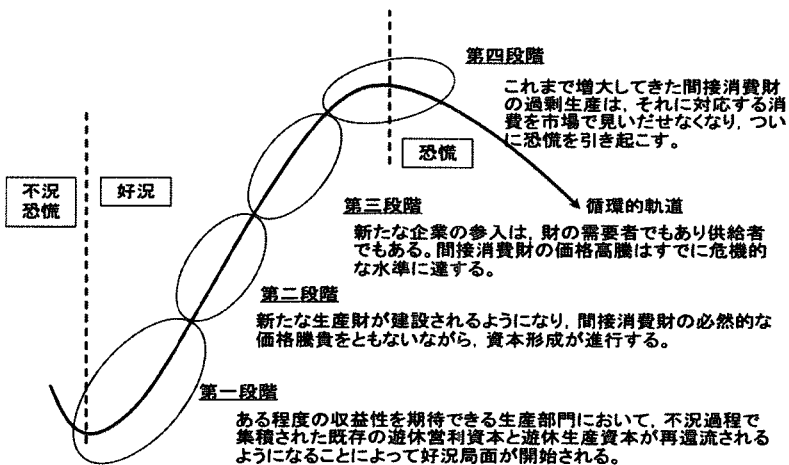 第四段階
これまで増大してきた間接消費財
の過剰生産は，それに対応する消
費を市場で見いだせなくなり，つい
に恐慌を引き起こす。
恐慌
不況
恐慌
好況
循環的軌道
第三段階
新たな企業の参入は，財の需要者でもあり供給者
でもある。間接消費財の価格高騰はすでに危機的
な水準に達する。
第二段階
新たな生産財が建設されるようになり，間接消費財の必然的な
価格騰貴をともないながら，資本形成が進行する。
第一段階
ある程度の収益性を期待できる生産部門において，不況過程で
集積された既存の遊休営利資本と遊休生産資本が再還流される
ようになることによって好況局面が開始される。